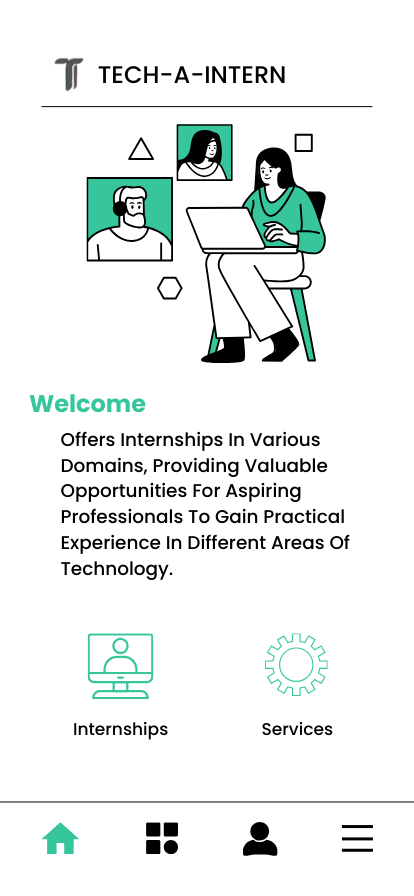 TECH-A-INTERN
Welcome
Offers Internships In Various
Domains, Providing Valuable
Opportunities For Aspiring
Professionals To Gain Practical
Experience In Different Areas Of
Technology.
Internships
Services